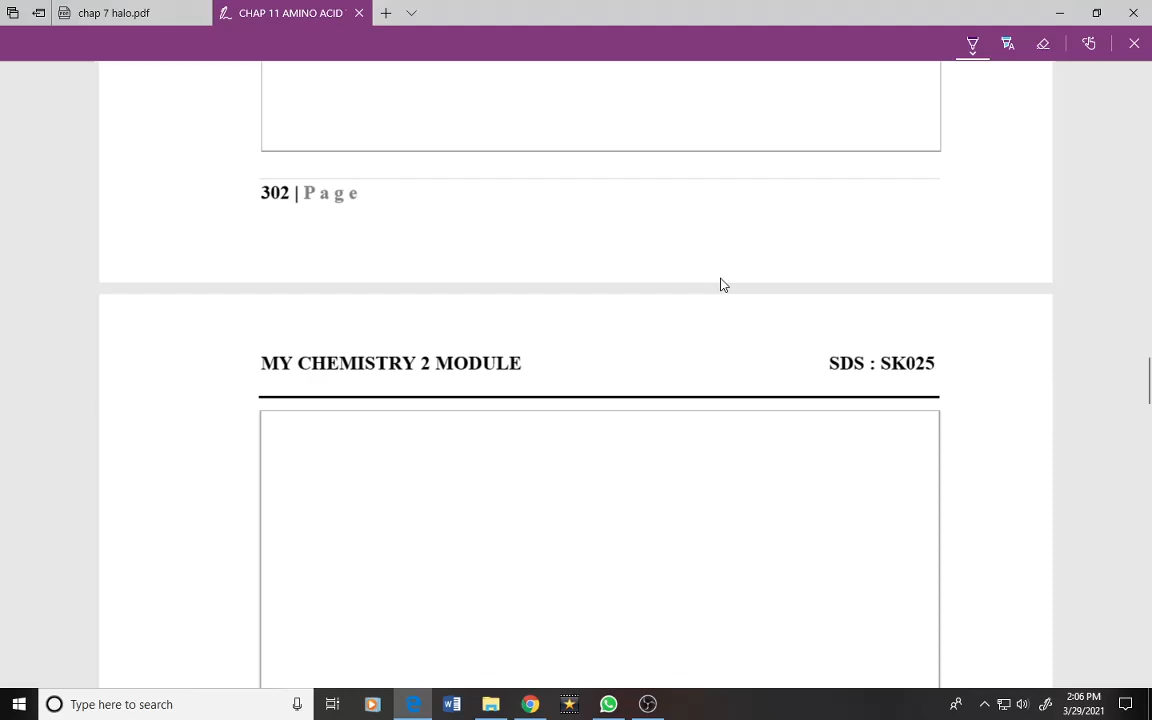 chap 7 halo.pdf
CHAP 11 AMINO ACID
302 | P a g e
MY CHEMISTRY 2 MODULE SDS : SK025
Type here to search
2:06 PM
3/29/2021